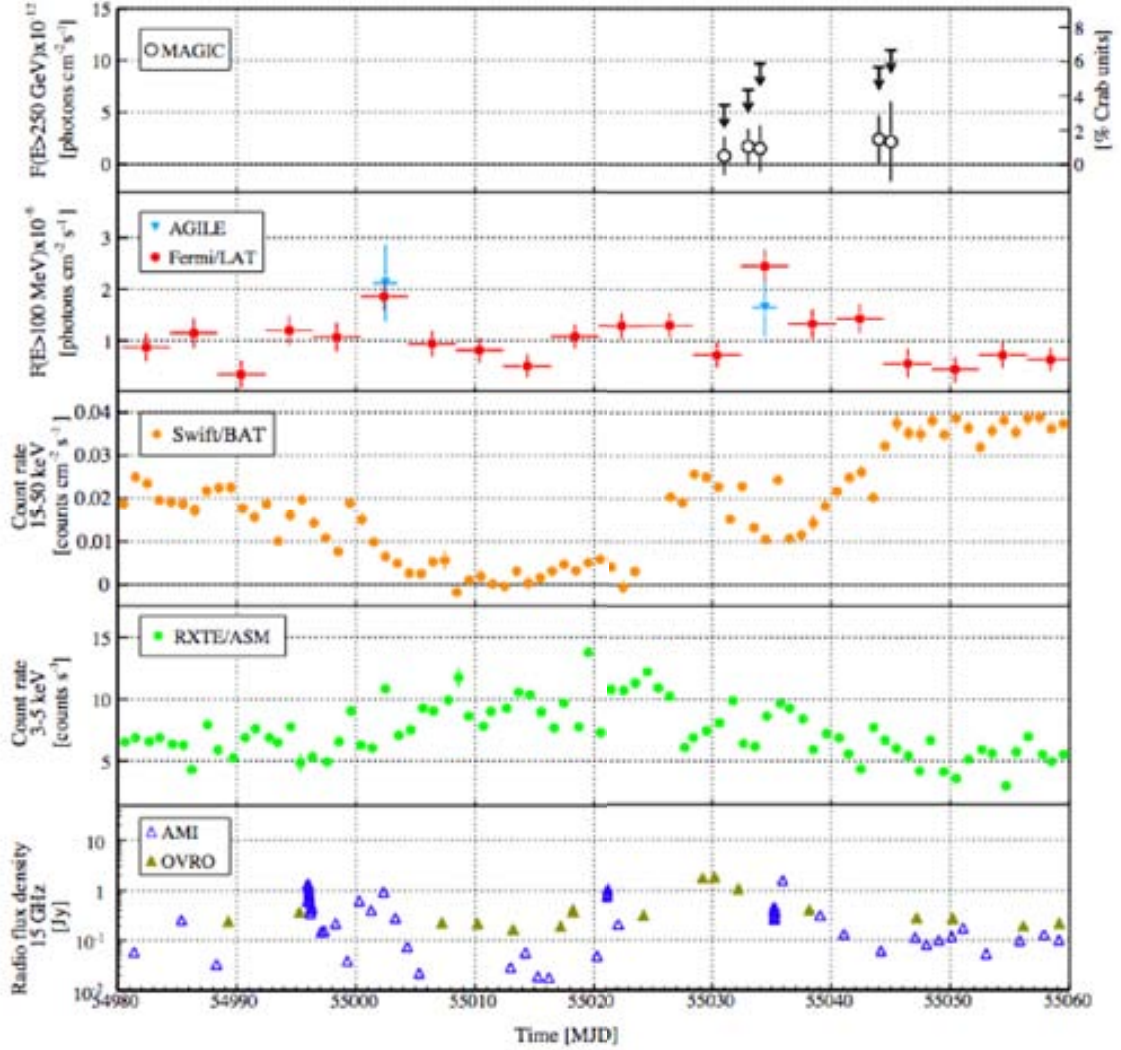 F(E>250 GeV)x10⁻¹²
[photons cm⁻² s⁻¹]
15
10
5
0
MAGIC
8
6
4
2
0
[% Crab units]
F(E>100 MeV)x10⁻⁶
[photons cm⁻² s⁻¹]
3
2
1
AGILE
Fermi/LAT
Count rate
15-50 keV
[counts cm⁻² s⁻¹]
0.04
0.03
0.02
0.01
0
Swift/BAT
Count rate
3-5 keV
[counts s⁻¹]
15
10
5
RXTE/ASM
Radio flux density
15 GHz
[Jy]
10
1
10⁻¹
10⁻²
AMI
OVRO
54980 54990 55000 55010 55020 55030 55040 55050 55060
Time [MJD]